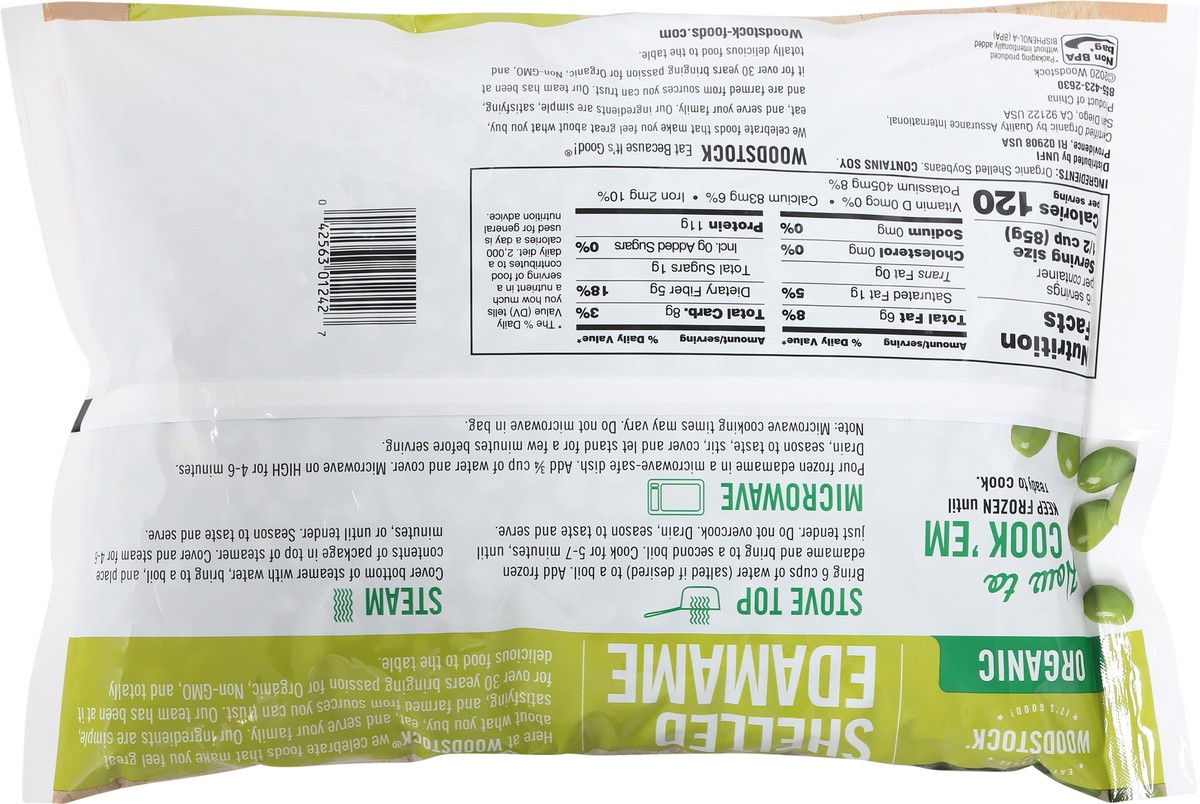 WOODSTOCK®
★ IT'S GOOD! ★
ORGANIC
SHELLED
EDAMAME
Here at WOODSTOCK® we celebrate foods that make you feel great
about what you buy, eat, and serve your family. Our ingredients are simple,
satisfying, and farmed from sources you can trust. Our team has been at it
for over 30 years bringing passion for Organic, Non-GMO, and totally
delicious food to the table.
How to
COOK 'EM
KEEP FROZEN until
ready to cook.
STOVE TOP
Bring 6 cups of water (salted if desired) to a boil. Add frozen
edamame and bring to a second boil. Cook for 5-7 minutes, until
just tender. Do not overcook. Drain, season to taste and serve.
STEAM
Cover bottom of steamer with water, bring to a boil, and place
contents of package in top of steamer. Cover and steam for 4-6
minutes, or until tender. Season to taste and serve.
MICROWAVE
Pour frozen edamame in a microwave-safe dish. Add ¾ cup of water and cover. Microwave on HIGH for 4-6 minutes.
Drain, season to taste, stir, cover and let stand for a few minutes before serving.
Note: Microwave cooking times may vary. Do not microwave in bag.
Nutrition
Facts
6 servings
per container
Serving size
1/2 cup (85g)
Calories 120
per serving
Amount/serving % Daily Value*
Total Fat 6g 8%
Saturated Fat 1g 5%
Trans Fat 0g
Cholesterol 0mg 0%
Sodium 0mg 0%
Amount/serving % Daily Value*
Total Carb. 8g 3%
Dietary Fiber 5g 18%
Total Sugars 1g
Incl. 0g Added Sugars 0%
Protein 11g
Vitamin D 0mcg 0% • Calcium 83mg 6% • Iron 2mg 10%
Potassium 405mg 8%
* The % Daily
Value (DV) tells
you how much
a nutrient in a
serving of food
contributes to a
daily diet. 2,000
calories a day is
used for general
nutrition advice.
INGREDIENTS: Organic Shelled Soybeans. CONTAINS SOY.
Distributed by UNFI
Providence, RI 02908 USA
Certified Organic by Quality Assurance International,
San Diego, CA 92122 USA
Product of China
855-423-2630
©2020 Woodstock
Non BPA
bag*
*Packaging produced
without intentionally added
BISPHENOL-A (BPA)
WOODSTOCK Eat Because It's Good!®
We celebrate foods that make you feel great about what you buy,
eat, and serve your family. Our ingredients are simple, satisfying,
and are farmed from sources you can trust. Our team has been at
it for over 30 years bringing passion for Organic, Non-GMO, and
totally delicious food to the table.
Woodstock-foods.com
0 42563 01242 7